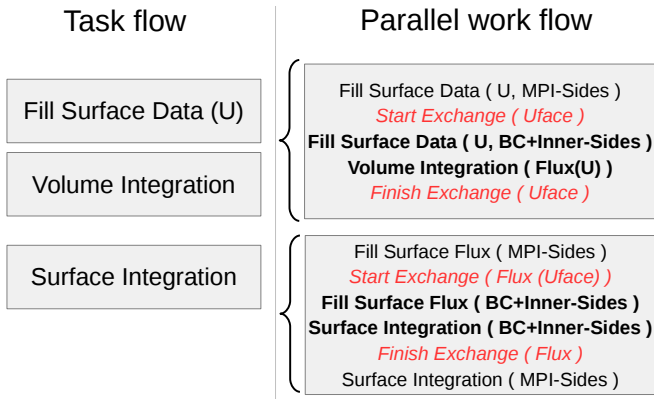 Task flow
Fill Surface Data (U)
Volume Integration
Surface Integration
Parallel work flow
Fill Surface Data ( U, MPI-Sides )
Start Exchange ( Uface )
Fill Surface Data ( U, BC+Inner-Sides )
Volume Integration ( Flux(U) )
Finish Exchange ( Uface )
Fill Surface Flux ( MPI-Sides )
Start Exchange ( Flux (Uface) )
Fill Surface Flux ( BC+Inner-Sides )
Surface Integration ( BC+Inner-Sides )
Finish Exchange ( Flux )
Surface Integration ( MPI-Sides )